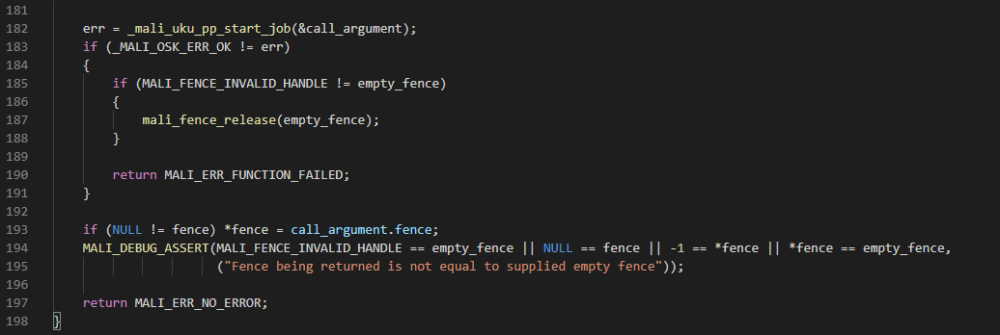 181
182 err = _mali_uku_pp_start_job(&call_argument);
183 if (_MALI_OSK_ERR_OK != err)
184 {
185 if (MALI_FENCE_INVALID_HANDLE != empty_fence)
186 {
187 mali_fence_release(empty_fence);
188 }
189
190 return MALI_ERR_FUNCTION_FAILED;
191 }
192
193 if (NULL != fence) *fence = call_argument.fence;
194 MALI_DEBUG_ASSERT(MALI_FENCE_INVALID_HANDLE == empty_fence || NULL == fence || -1 == *fence || *fence == empty_fence,
195 ("Fence being returned is not equal to supplied empty fence"));
196
197 return MALI_ERR_NO_ERROR;
198 }